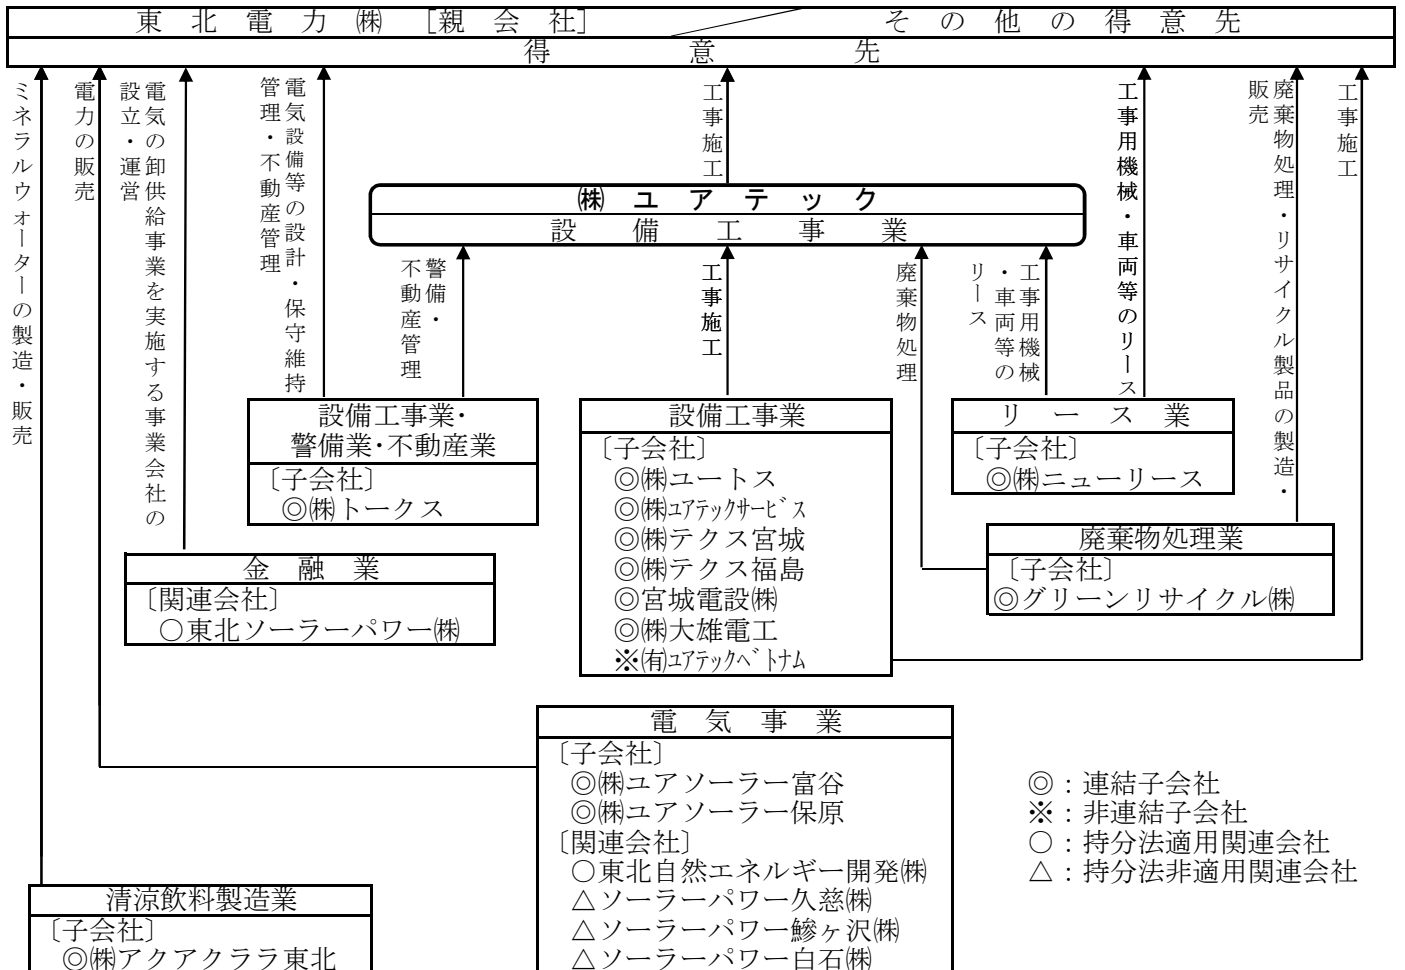 東北電力㈱ ［親会社］
その他の得意先
得意先
ミネラルウォーターの製造・販売
電力の販売
電気の卸供給事業を実施する事業会社の
設立・運営
電気設備等の設計・保守維持
管理・不動産管理
工事施工
工事用機械・車両等のリース
廃棄物処理・リサイクル製品の製造・
販売
工事施工
㈱ユアテック
設備工事業
警備・
不動産管理
工事施工
廃棄物処理
工事用機械
・車両等の
リース
設備工事業･
警備業･不動産業
〔子会社〕
◎㈱トークス
設備工事業
〔子会社〕
◎㈱ユートス
◎㈱ﾕｱﾃｯｸｻｰﾋﾞｽ
◎㈱テクス宮城
◎㈱テクス福島
◎宮城電設㈱
◎㈱大雄電工
※㈲ﾕｱﾃｯｸﾍﾞﾄﾅﾑ
リース業
〔子会社〕
◎㈱ニューリース
廃棄物処理業
〔子会社〕
◎グリーンリサイクル㈱
金融業
〔関連会社〕
○東北ソーラーパワー㈱
電気事業
〔子会社〕
◎㈱ユアソーラー富谷
◎㈱ユアソーラー保原
〔関連会社〕
○東北自然エネルギー開発㈱
△ソーラーパワー久慈㈱
△ソーラーパワー鰺ヶ沢㈱
△ソーラーパワー白石㈱
◎：連結子会社
※：非連結子会社
○：持分法適用関連会社
△：持分法非適用関連会社
清涼飲料製造業
〔子会社〕
◎㈱アクアクララ東北